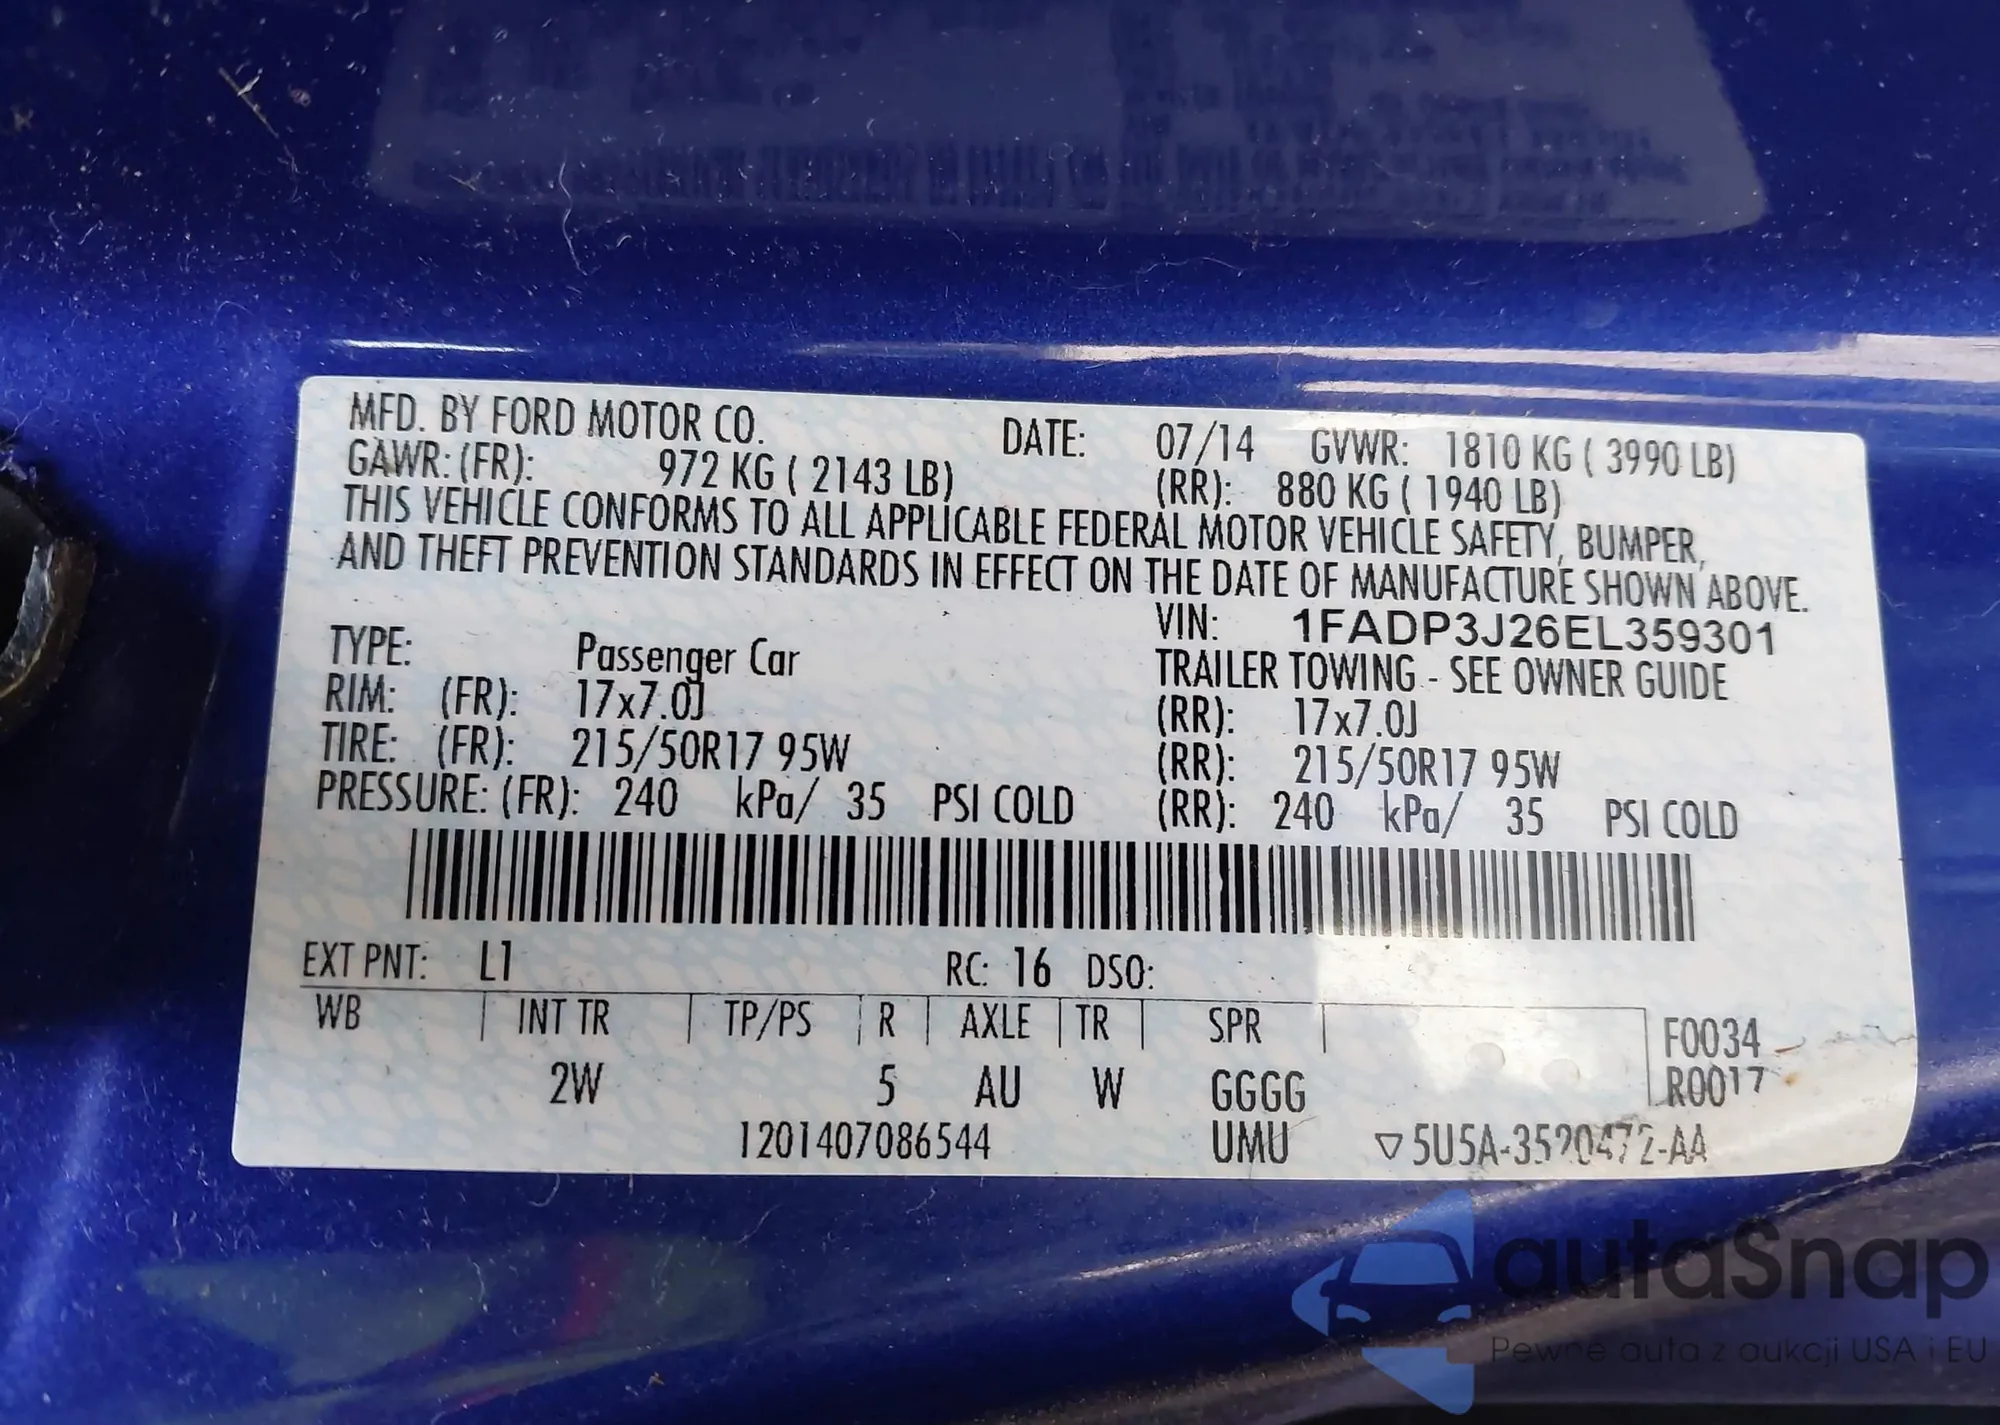 MFD. BY FORD MOTOR CO. DATE: 07/14 GVWR: 1810 KG ( 3990 LB)
GAWR: (FR): 972 KG ( 2143 LB) (RR): 880 KG ( 1940 LB)
THIS VEHICLE CONFORMS TO ALL APPLICABLE FEDERAL MOTOR VEHICLE SAFETY, BUMPER,
AND THEFT PREVENTION STANDARDS IN EFFECT ON THE DATE OF MANUFACTURE SHOWN ABOVE.
VIN: 1FADP3J26EL359301
TYPE: Passenger Car TRAILER TOWING - SEE OWNER GUIDE
RIM: (FR): 17x7.0J (RR): 17x7.0J
TIRE: (FR): 215/50R17 95W (RR): 215/50R17 95W
PRESSURE: (FR): 240 kPa/ 35 PSI COLD (RR): 240 kPa/ 35 PSI COLD
EXT PNT: L1 RC: 16 DSO:
WB INT TR TP/PS R AXLE TR SPR F0034
2W 5 AU W GGGG R0017
1201407086544 UMU ▽5U5A-3520472-AA
autaSnap
Pewne auta z aukcji USA i EU